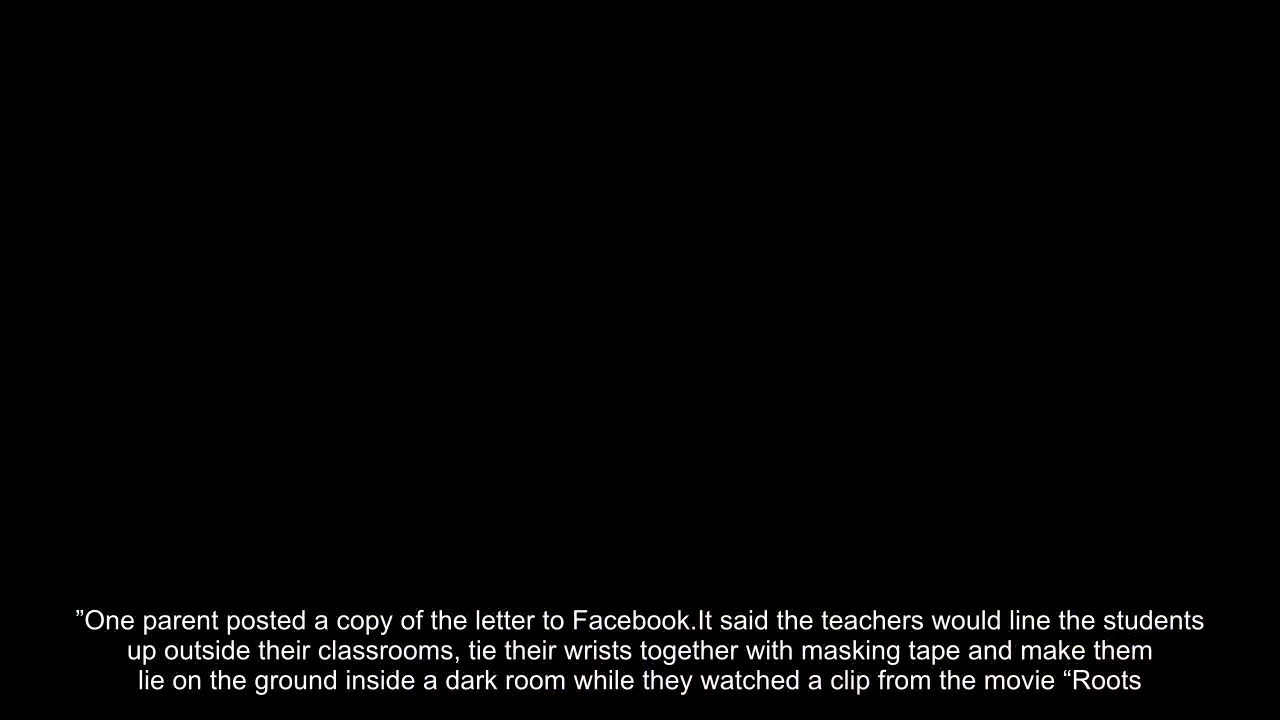 ”One parent posted a copy of the letter to Facebook.It said the teachers would line the students
up outside their classrooms, tie their wrists together with masking tape and make them
lie on the ground inside a dark room while they watched a clip from the movie “Roots